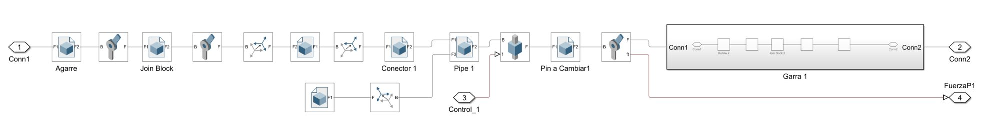 1
Conn1
F1 F2
Agarre
B F
F1 F2
Join Block
B F
B F
F2 F1
B F
F1 F2
Conector 1
F1 F2
F3
Pipe 1
B F
f
F1 F2
Pin a Cambiar1
B F
ft
Conn1
Conn1
Rotate 2
Join block 2
Conn2
Conn2
Garra 1
2
Conn2
F1
F B
3
Control_1
FuerzaP1
4